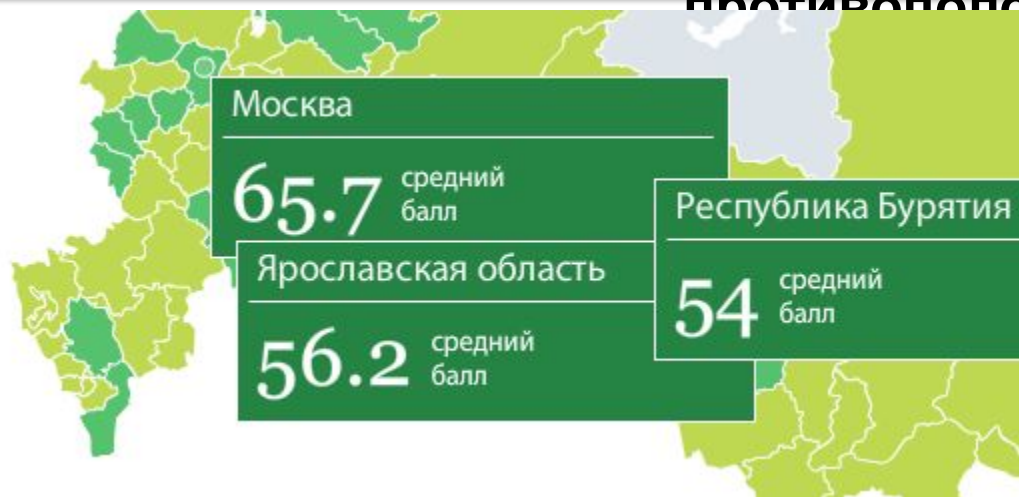 Москва
65.7 средний
балл
Ярославская область
56.2 средний
балл
Республика Бурятия
54 средний
балл